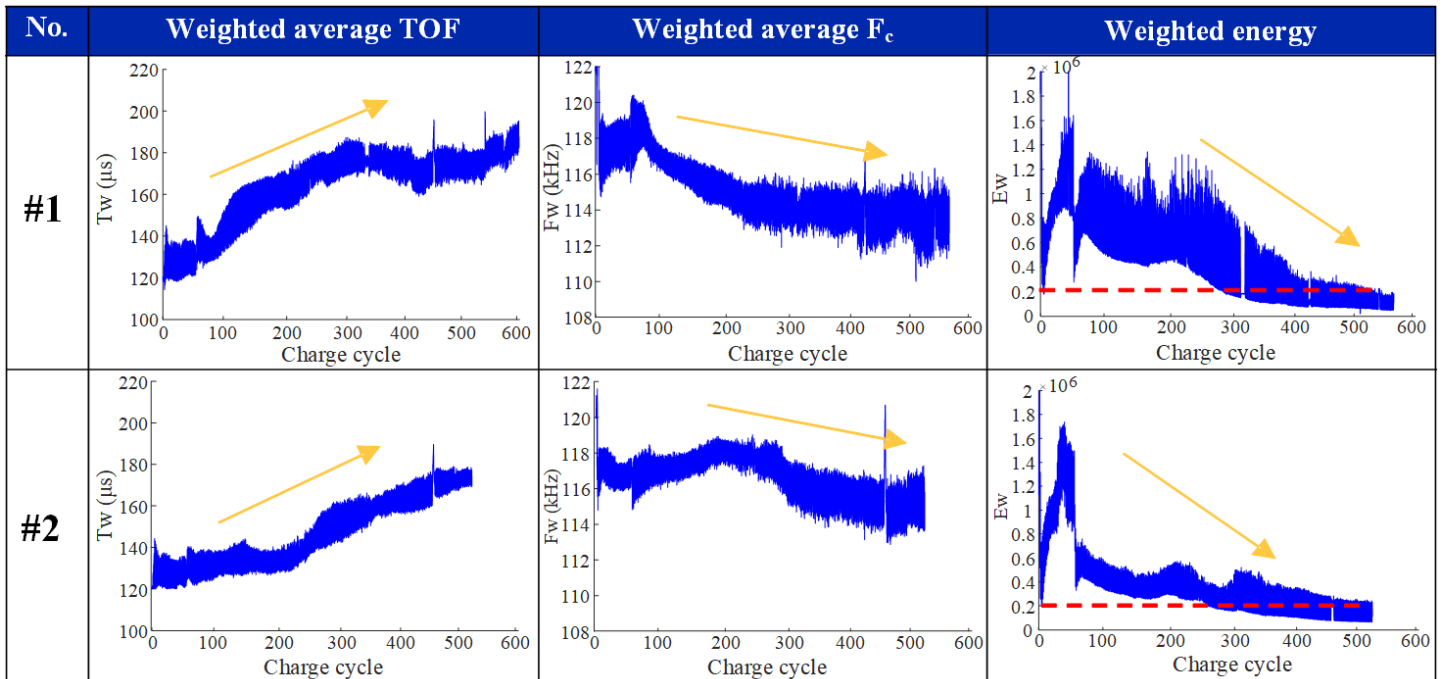 No. Weighted average TOF Weighted average Fc Weighted energy
#1
220
200
180
160
140
120
100
Tw (μs)
0 100 200 300 400 500 600
Charge cycle
122
120
118
116
114
112
110
108
Fw (kHz)
0 100 200 300 400 500 600
Charge cycle
× 10⁶
2
1.8
1.6
1.4
1.2
1
0.8
0.6
0.4
0.2
0
Ew
0 100 200 300 400 500 600
Charge cycle
#2
220
200
180
160
140
120
100
Tw (μs)
0 100 200 300 400 500 600
Charge cycle
122
120
118
116
114
112
110
108
Fw (kHz)
0 100 200 300 400 500 600
Charge cycle
× 10⁶
2
1.8
1.6
1.4
1.2
1
0.8
0.6
0.4
0.2
0
Ew
0 100 200 300 400 500 600
Charge cycle